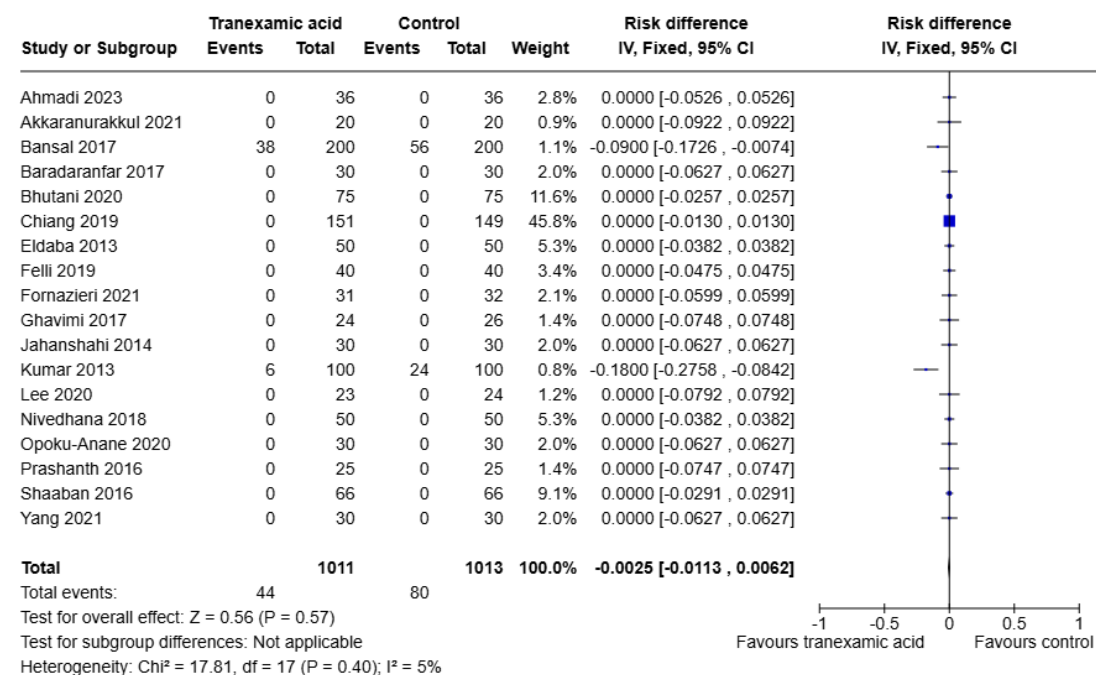 Tranexamic acid Control Risk difference Risk difference
Study or Subgroup Events Total Events Total Weight IV, Fixed, 95% CI IV, Fixed, 95% CI
Ahmadi 2023 0 36 0 36 2.8% 0.0000 [-0.0526 , 0.0526]
Akkaranurakkul 2021 0 20 0 20 0.9% 0.0000 [-0.0922 , 0.0922]
Bansal 2017 38 200 56 200 1.1% -0.0900 [-0.1726 , -0.0074]
Baradaranfar 2017 0 30 0 30 2.0% 0.0000 [-0.0627 , 0.0627]
Bhutani 2020 0 75 0 75 11.6% 0.0000 [-0.0257 , 0.0257]
Chiang 2019 0 151 0 149 45.8% 0.0000 [-0.0130 , 0.0130]
Eldaba 2013 0 50 0 50 5.3% 0.0000 [-0.0382 , 0.0382]
Felli 2019 0 40 0 40 3.4% 0.0000 [-0.0475 , 0.0475]
Fornazieri 2021 0 31 0 32 2.1% 0.0000 [-0.0599 , 0.0599]
Ghavimi 2017 0 24 0 26 1.4% 0.0000 [-0.0748 , 0.0748]
Jahanshahi 2014 0 30 0 30 2.0% 0.0000 [-0.0627 , 0.0627]
Kumar 2013 6 100 24 100 0.8% -0.1800 [-0.2758 , -0.0842]
Lee 2020 0 23 0 24 1.2% 0.0000 [-0.0792 , 0.0792]
Nivedhana 2018 0 50 0 50 5.3% 0.0000 [-0.0382 , 0.0382]
Opoku-Anane 2020 0 30 0 30 2.0% 0.0000 [-0.0627 , 0.0627]
Prashanth 2016 0 25 0 25 1.4% 0.0000 [-0.0747 , 0.0747]
Shaaban 2016 0 66 0 66 9.1% 0.0000 [-0.0291 , 0.0291]
Yang 2021 0 30 0 30 2.0% 0.0000 [-0.0627 , 0.0627]
Total 1011 1013 100.0% -0.0025 [-0.0113 , 0.0062]
Total events: 44 80
Test for overall effect: Z = 0.56 (P = 0.57)
-1 -0.5 0 0.5 1
Test for subgroup differences: Not applicable
Favours tranexamic acid Favours control
Heterogeneity: Chi² = 17.81, df = 17 (P = 0.40); I² = 5%